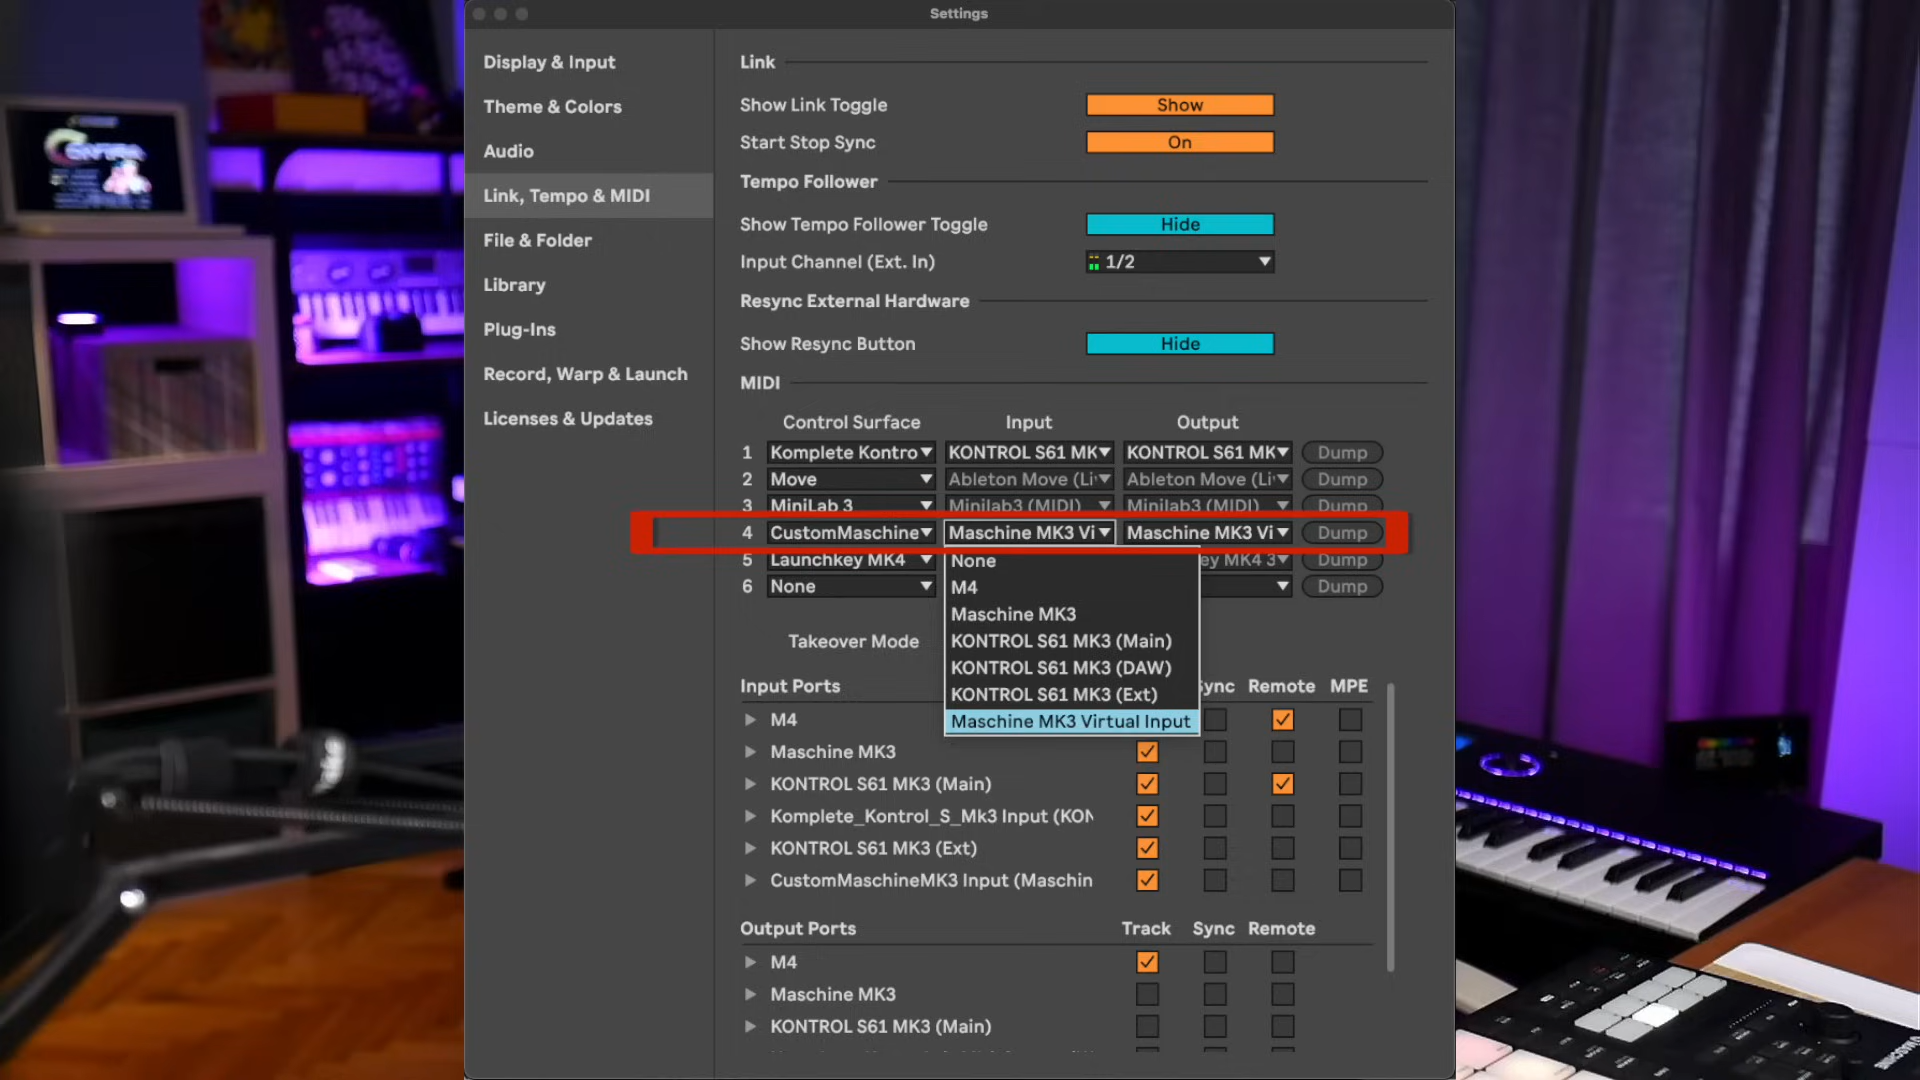 Settings
Display & Input
Theme & Colors
Audio
Link, Tempo & MIDI
File & Folder
Library
Plug-Ins
Record, Warp & Launch
Licenses & Updates
Link
Show Link Toggle Show
Start Stop Sync On
Tempo Follower
Show Tempo Follower Toggle Hide
Input Channel (Ext. In) 1/2
Resync External Hardware
Show Resync Button Hide
MIDI
Control Surface Input Output
1 Komplete Kontro KONTROL S61 MK KONTROL S61 MK Dump
2 Move Ableton Move (Li Ableton Move (Li Dump
3 MiniLab 3 Minilab3 (MIDI) Minilab3 (MIDI) Dump
4 CustomMaschine Maschine MK3 Vi Maschine MK3 Vi Dump
5 Launchkey MK4 ey MK4 3 Dump
6 None Dump
None
M4
Maschine MK3
KONTROL S61 MK3 (Main)
KONTROL S61 MK3 (DAW)
KONTROL S61 MK3 (Ext)
Maschine MK3 Virtual Input
Takeover Mode
Input Ports ync Remote MPE
M4
Maschine MK3
KONTROL S61 MK3 (Main)
Komplete_Kontrol_S_Mk3 Input (KON
KONTROL S61 MK3 (Ext)
CustomMaschineMK3 Input (Maschin
Output Ports Track Sync Remote
M4
Maschine MK3
KONTROL S61 MK3 (Main)